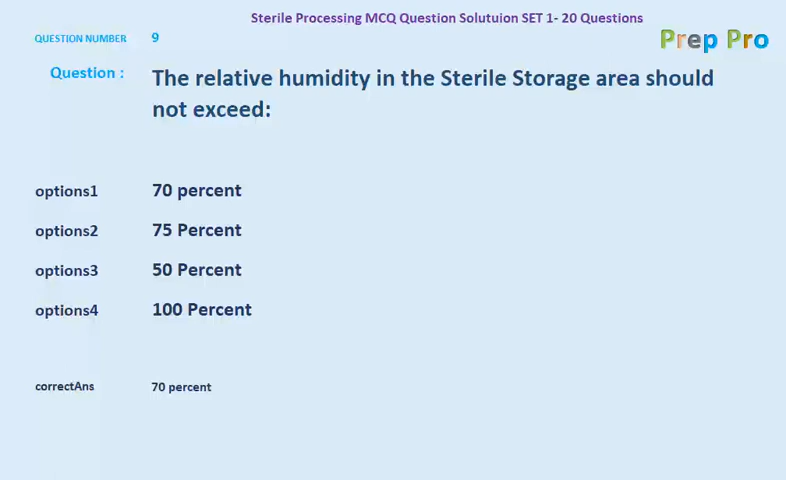 Sterile Processing MCQ Question Solutuion SET 1- 20 Questions
QUESTION NUMBER 9
Prep Pro
Question : The relative humidity in the Sterile Storage area should
not exceed:
options1 70 percent
options2 75 Percent
options3 50 Percent
options4 100 Percent
correctAns 70 percent